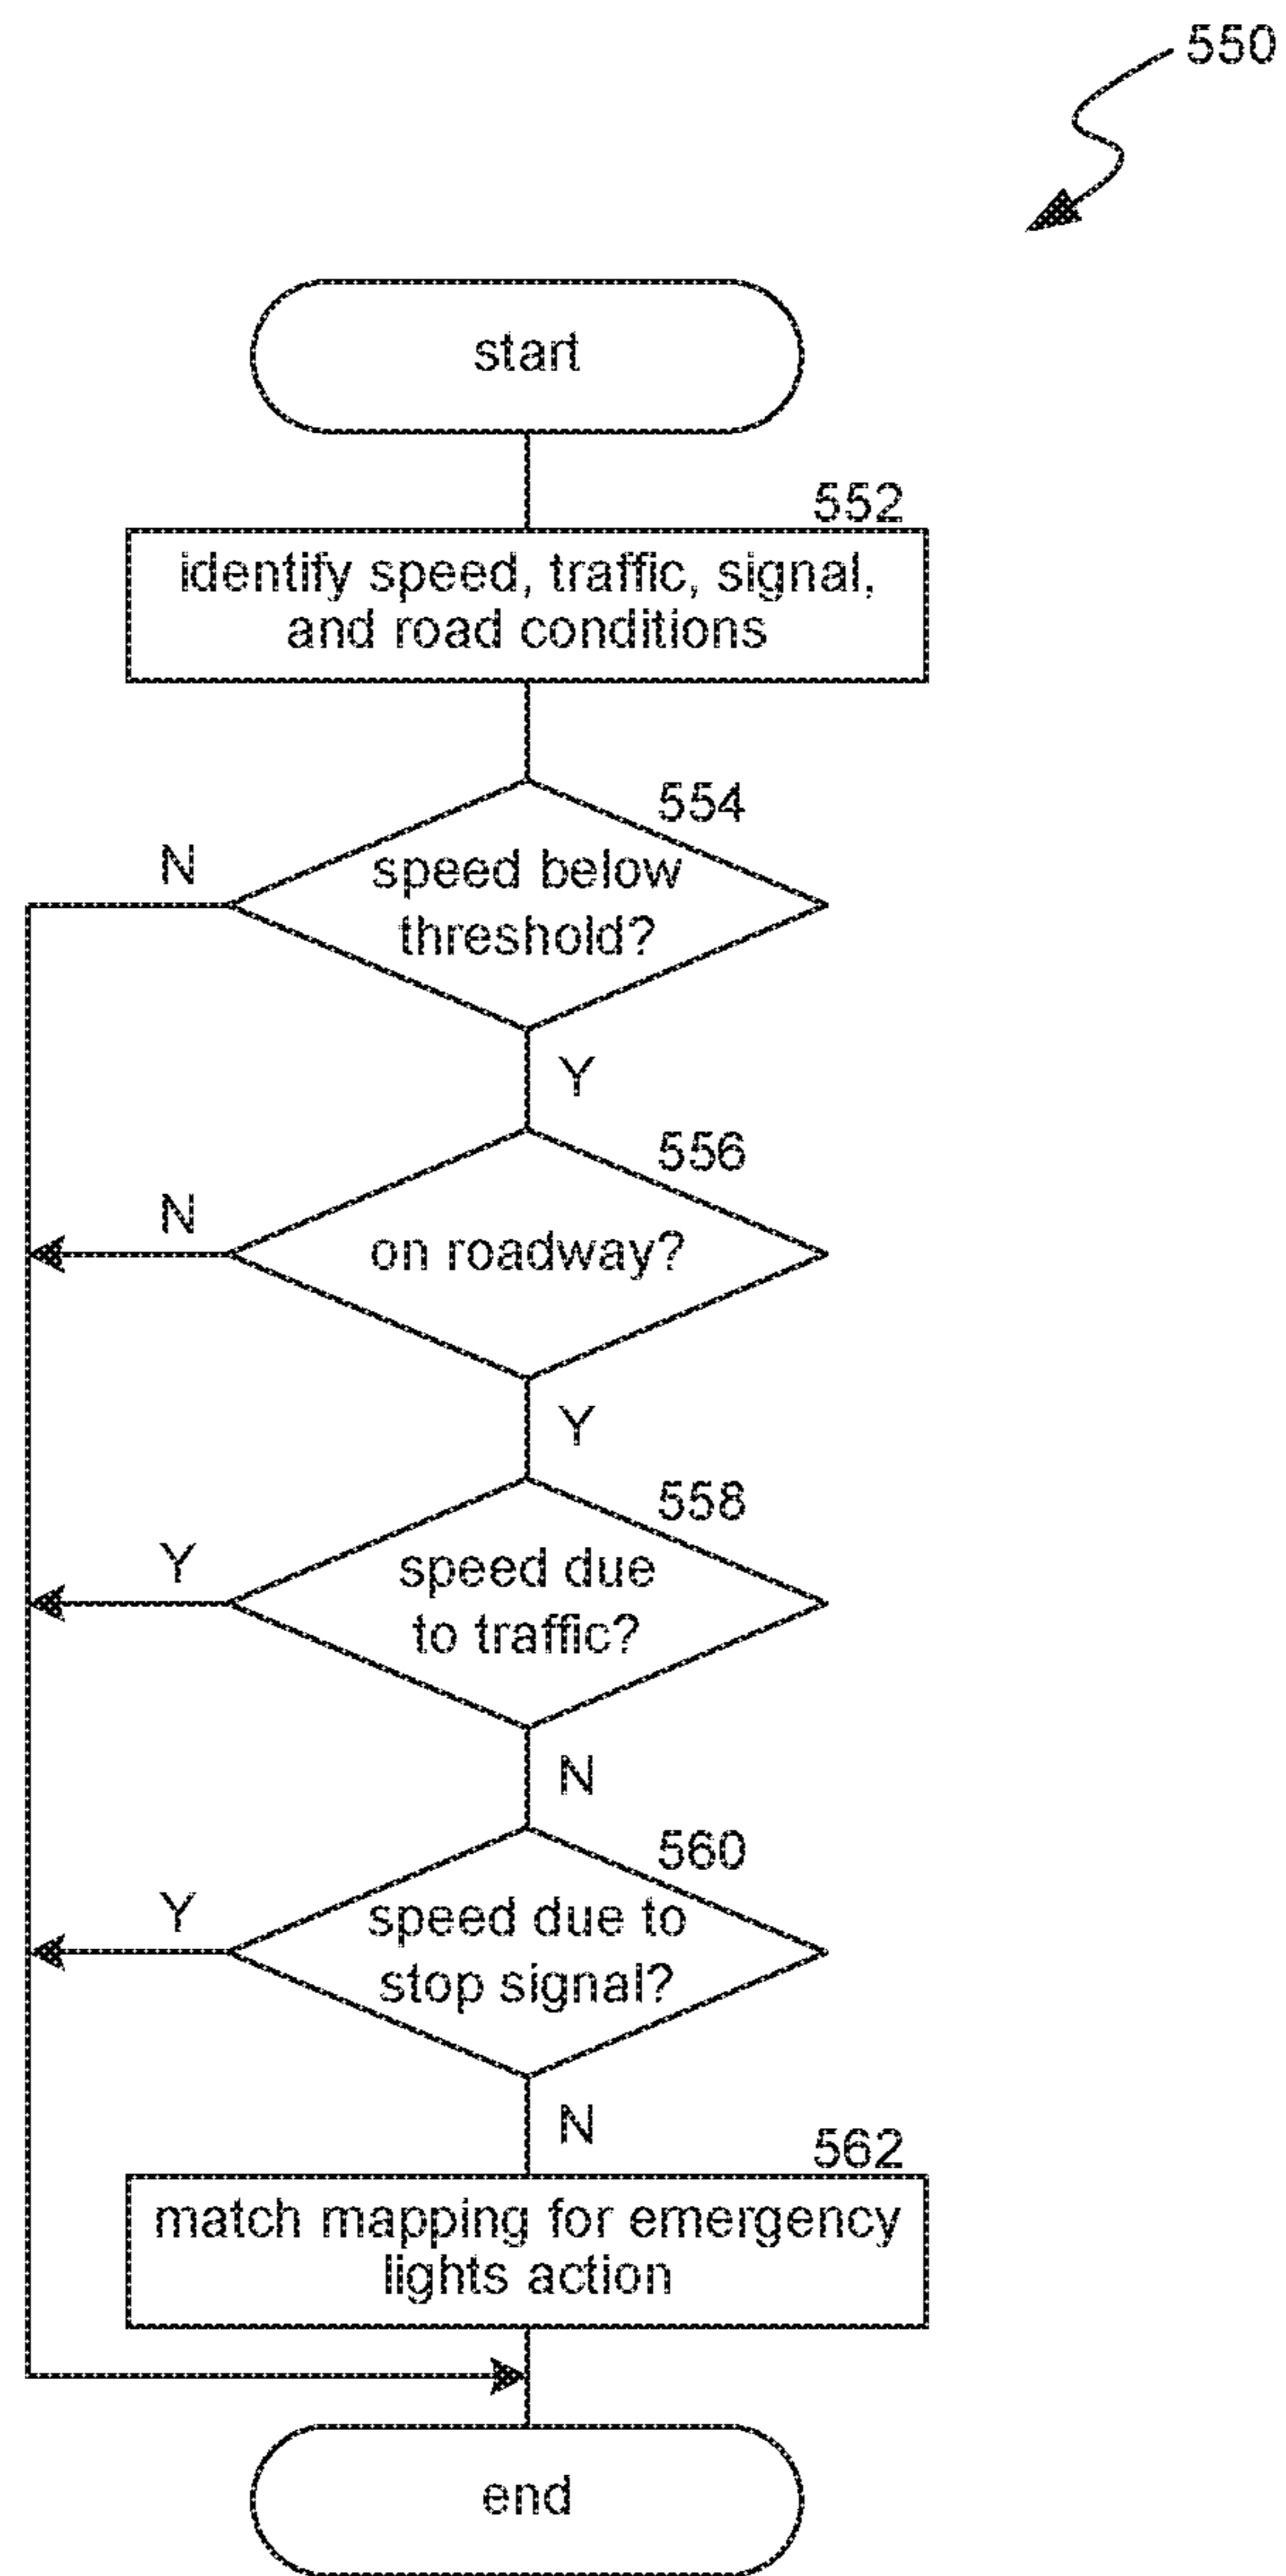 550
start
552
identify speed, traffic, signal,
and road conditions
554
N
speed below
threshold?
Y
556
N
on roadway?
Y
558
Y
speed due
to traffic?
N
560
Y
speed due to
stop signal?
N
562
match mapping for emergency
lights action
end